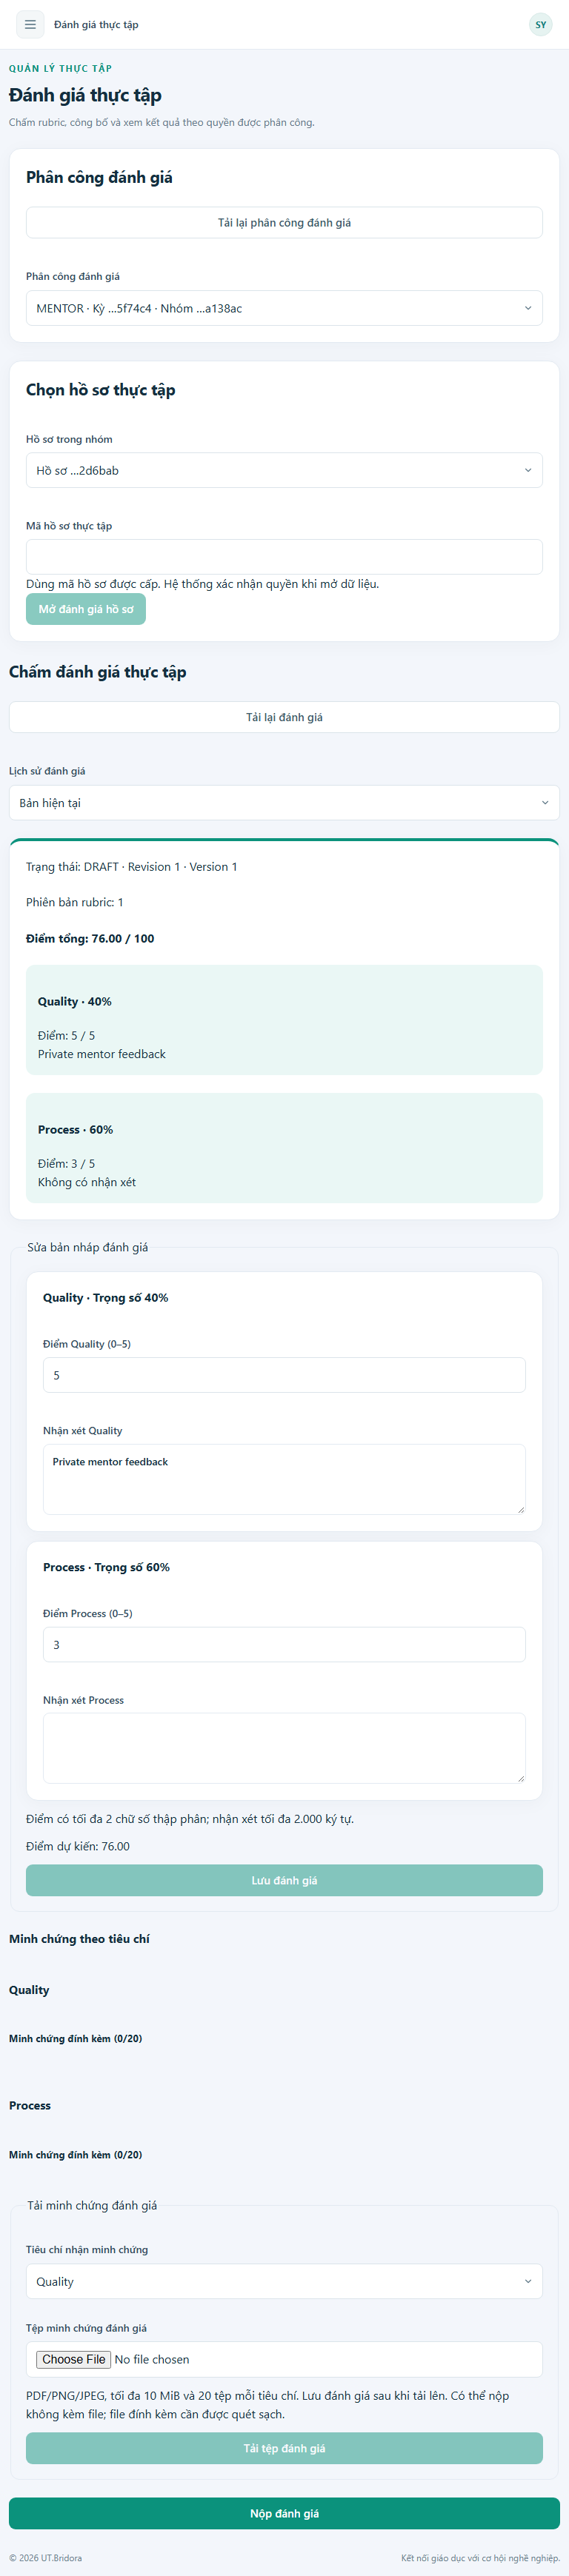 Đánh giá thực tập
SY
QUẢN LÝ THỰC TẬP
Đánh giá thực tập
Chấm rubric, công bố và xem kết quả theo quyền được phân công.
Phân công đánh giá
Tải lại phân công đánh giá
Phân công đánh giá
MENTOR · Kỳ …5f74c4 · Nhóm …a138ac
Chọn hồ sơ thực tập
Hồ sơ trong nhóm
Hồ sơ …2d6bab
Mã hồ sơ thực tập
Dùng mã hồ sơ được cấp. Hệ thống xác nhận quyền khi mở dữ liệu.
Mở đánh giá hồ sơ
Chấm đánh giá thực tập
Tải lại đánh giá
Lịch sử đánh giá
Bản hiện tại
Trạng thái: DRAFT · Revision 1 · Version 1
Phiên bản rubric: 1
Điểm tổng: 76.00 / 100
Quality · 40%
Điểm: 5 / 5
Private mentor feedback
Process · 60%
Điểm: 3 / 5
Không có nhận xét
Sửa bản nháp đánh giá
Quality · Trọng số 40%
Điểm Quality (0–5)
5
Nhận xét Quality
Private mentor feedback
Process · Trọng số 60%
Điểm Process (0–5)
3
Nhận xét Process
Điểm có tối đa 2 chữ số thập phân; nhận xét tối đa 2.000 ký tự.
Điểm dự kiến: 76.00
Lưu đánh giá
Minh chứng theo tiêu chí
Quality
Minh chứng đính kèm (0/20)
Process
Minh chứng đính kèm (0/20)
Tải minh chứng đánh giá
Tiêu chí nhận minh chứng
Quality
Tệp minh chứng đánh giá
Choose File No file chosen
PDF/PNG/JPEG, tối đa 10 MiB và 20 tệp mỗi tiêu chí. Lưu đánh giá sau khi tải lên. Có thể nộp
không kèm file; file đính kèm cần được quét sạch.
Tải tệp đánh giá
Nộp đánh giá
© 2026 UT.Bridora
Kết nối giáo dục với cơ hội nghề nghiệp.